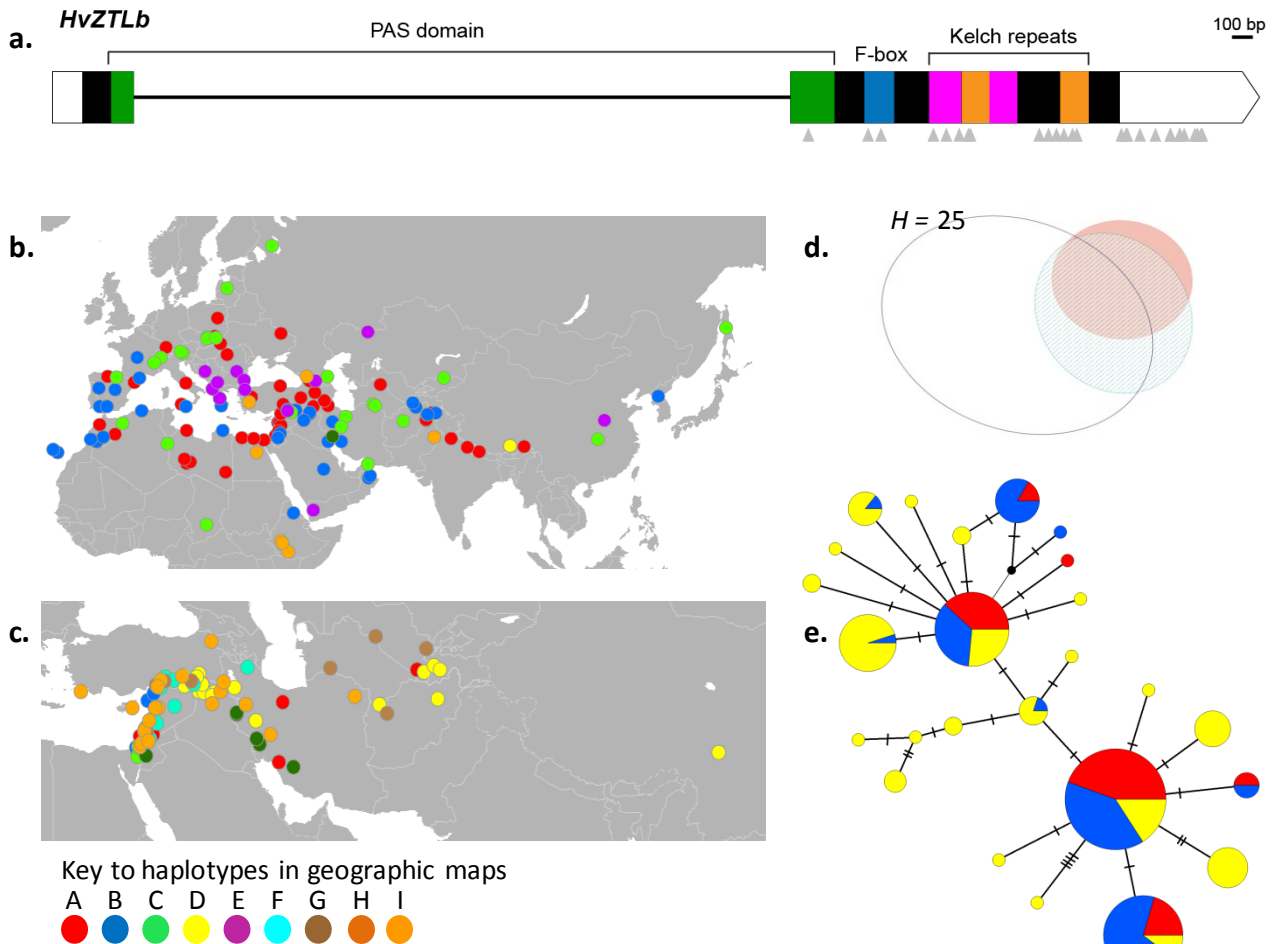 HvZTLb
a.
PAS domain
F-box
Kelch repeats
100 bp
b.
d.
H = 25
c.
e.
Key to haplotypes in geographic maps
A B C D E F G H I